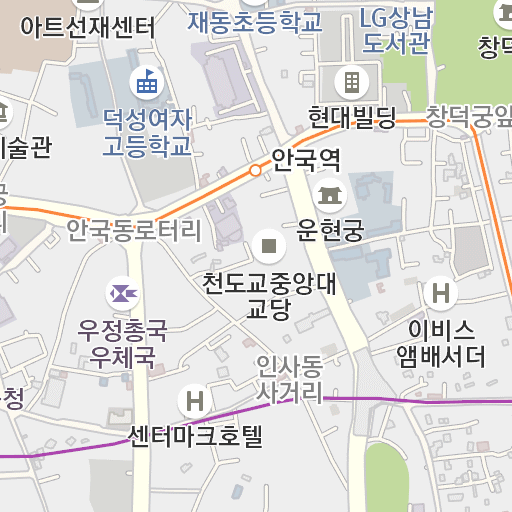 아트선재센터
재동초등학교
LG상남
도서관
창덕
덕성여자
고등학교
현대빌딩
창덕궁앞
안국역
안국동로터리
운현궁
천도교중앙대
교당
우정총국
우체국
이비스
앰배서더
인사동
사거리
센터마크호텔